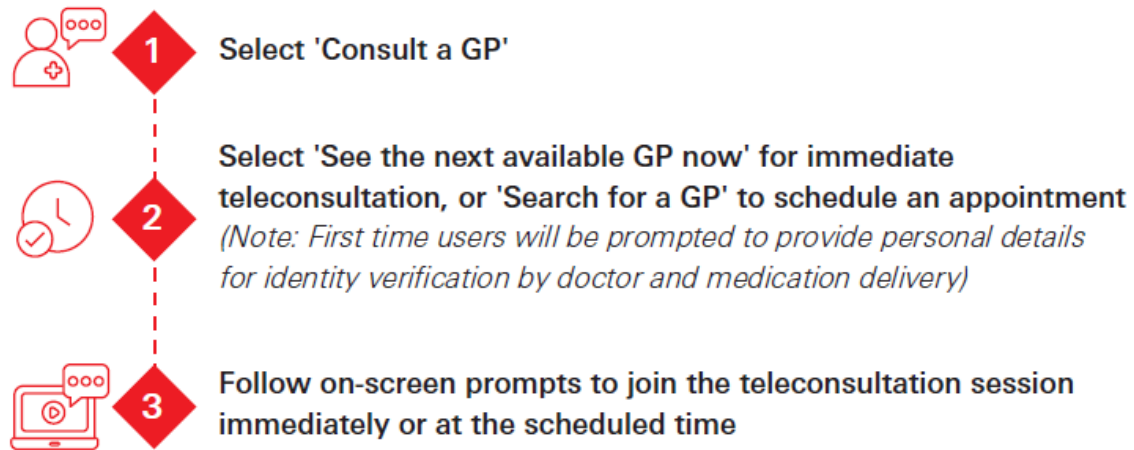 1
Select 'Consult a GP'
2
Select 'See the next available GP now' for immediate
teleconsultation, or 'Search for a GP' to schedule an appointment
(Note: First time users will be prompted to provide personal details
for identity verification by doctor and medication delivery)
3
Follow on-screen prompts to join the teleconsultation session
immediately or at the scheduled time